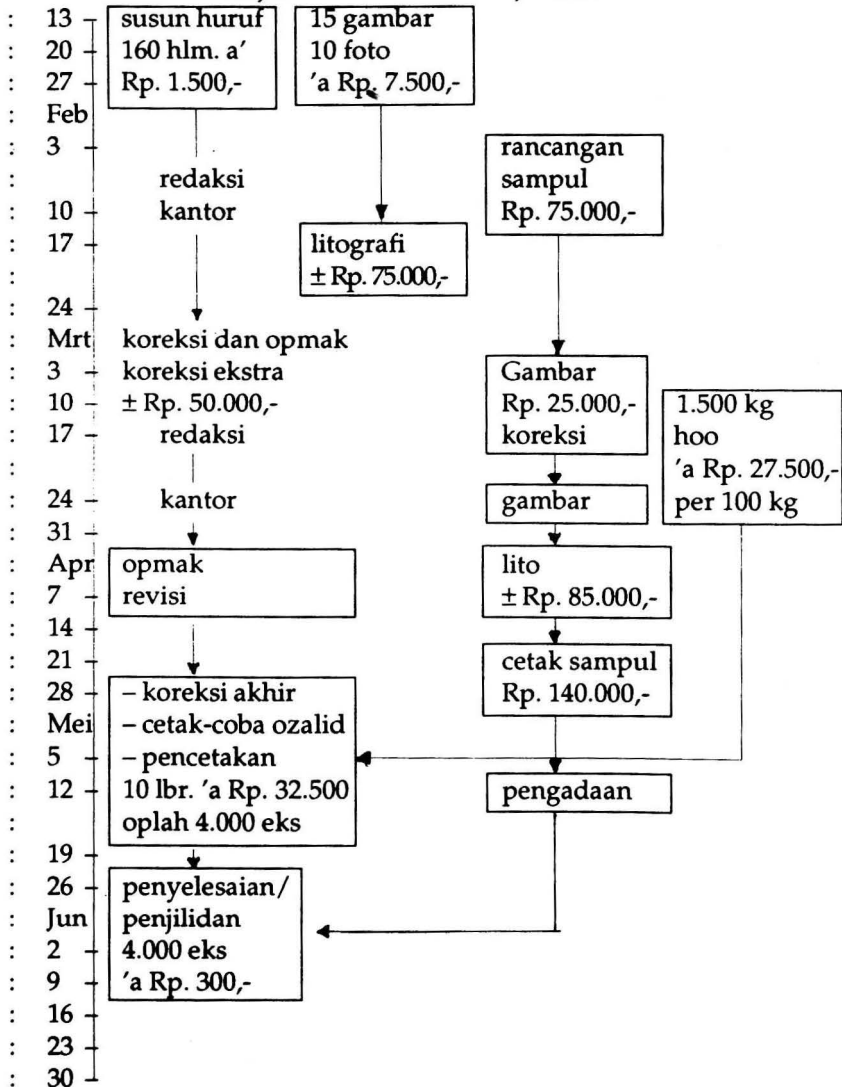 : 13
: 20
: 27
: Feb
: 3
:
: 10
: 17
:
: 24
: Mrt
: 3
: 10
: 17
:
: 24
: 31
: Apr
: 7
: 14
: 21
: 28
: Mei
: 5
: 12
:
: 19
: 26
: Jun
: 2
: 9
: 16
: 23
: 30
susun huruf
160 hlm. a'
Rp. 1.500,-
redaksi
kantor
koreksi dan opmak
koreksi ekstra
± Rp. 50.000,-
redaksi
kantor
opmak
revisi
– koreksi akhir
– cetak-coba ozalid
– pencetakan
10 lbr. 'a Rp. 32.500
oplah 4.000 eks
penyelesaian/
penjilidan
4.000 eks
'a Rp. 300,-
15 gambar
10 foto
'a Rp. 7.500,-
litografi
± Rp. 75.000,-
rancangan
sampul
Rp. 75.000,-
Gambar
Rp. 25.000,-
koreksi
gambar
lito
± Rp. 85.000,-
cetak sampul
Rp. 140.000,-
pengadaan
1.500 kg
hoo
'a Rp. 27.500,-
per 100 kg